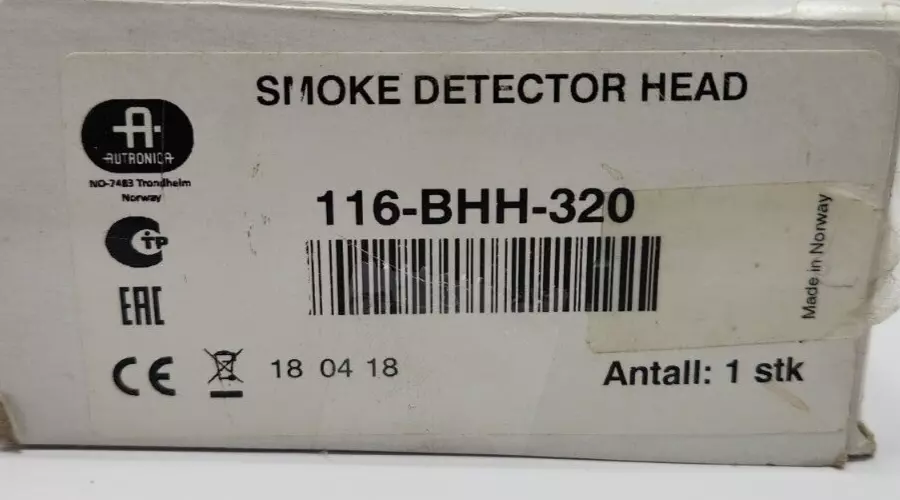 SMOKE DETECTOR HEAD
AUTRONICA
NO-7483 Trondheim
Norway
116-BHH-320
Made in Norway
EAC
CE
18 04 18
Antall: 1 stk